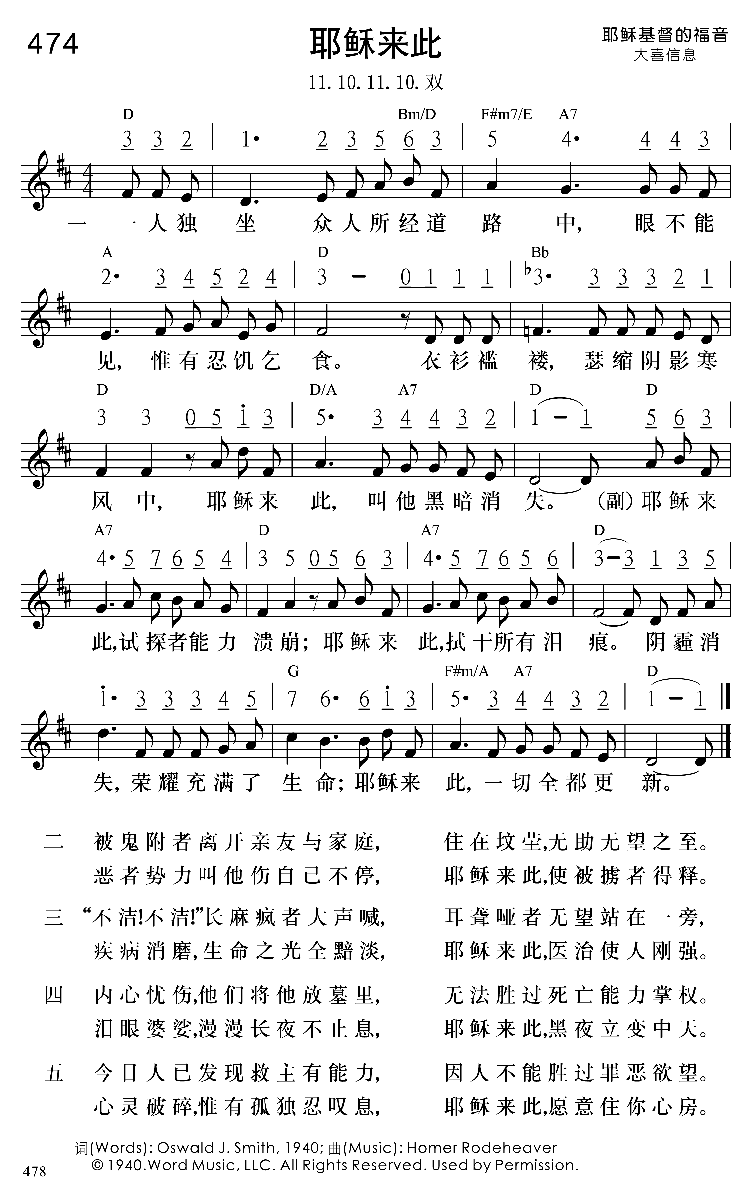 474
耶稣来此
耶稣基督的福音
大喜信息
11. 10. 11. 10. 双
D Bm/D F#m7/E A7
3 3 2 | 1• 2 3 5 6 3 | 5 4• 4 4 3
一 一人独 坐 众人所经道 路 中, 眼不能
A D Bb
2• 3 4 5 2 4 | 3 – 0 1 1 1 | ♭3• 3 3 3 2 1
见, 惟有忍饥乞 食。 衣衫褴 褛, 瑟缩阴影寒
D D/A A7 D D
3 3 0 5 i 3 | 5• 3 4 4 3 2 | 1 – 1 5 6 3
风 中, 耶稣来 此, 叫他黑暗消 失。 (副)耶稣来
A7 D A7 D
4• 5 7 6 5 4 | 3 5 0 5 6 3 | 4• 5 7 5 6 5 | 3 – 3 1 3 5
此,试探者能力 溃崩; 耶稣来 此,拭干所有泪 痕。 阴霾消
G F#m/A A7 D
i• 3 3 3 4 5 | 7 6• 6 i 3 | 5• 3 4 4 3 2 | 1 – 1
失, 荣耀充满了 生命; 耶稣来 此, 一切全都更 新。
二 被鬼附者离开亲友与家庭, 住在坟茔,无助无望之至。
恶者势力叫他伤自己不停, 耶稣来此,使被掳者得释。
三 “不洁!不洁!”长麻疯者大声喊, 耳聋哑者无望站在一旁,
疾病消磨,生命之光全黯淡, 耶稣来此,医治使人刚强。
四 内心忧伤,他们将他放墓里, 无法胜过死亡能力掌权。
泪眼婆娑,漫漫长夜不止息, 耶稣来此,黑夜立变中天。
五 今日人已发现救主有能力, 因人不能胜过罪恶欲望。
心灵破碎,惟有孤独忍叹息, 耶稣来此,愿意住你心房。
词(Words): Oswald J. Smith, 1940; 曲(Music): Homer Rodeheaver
© 1940.Word Music, LLC. All Rights Reserved. Used by Permission.
478